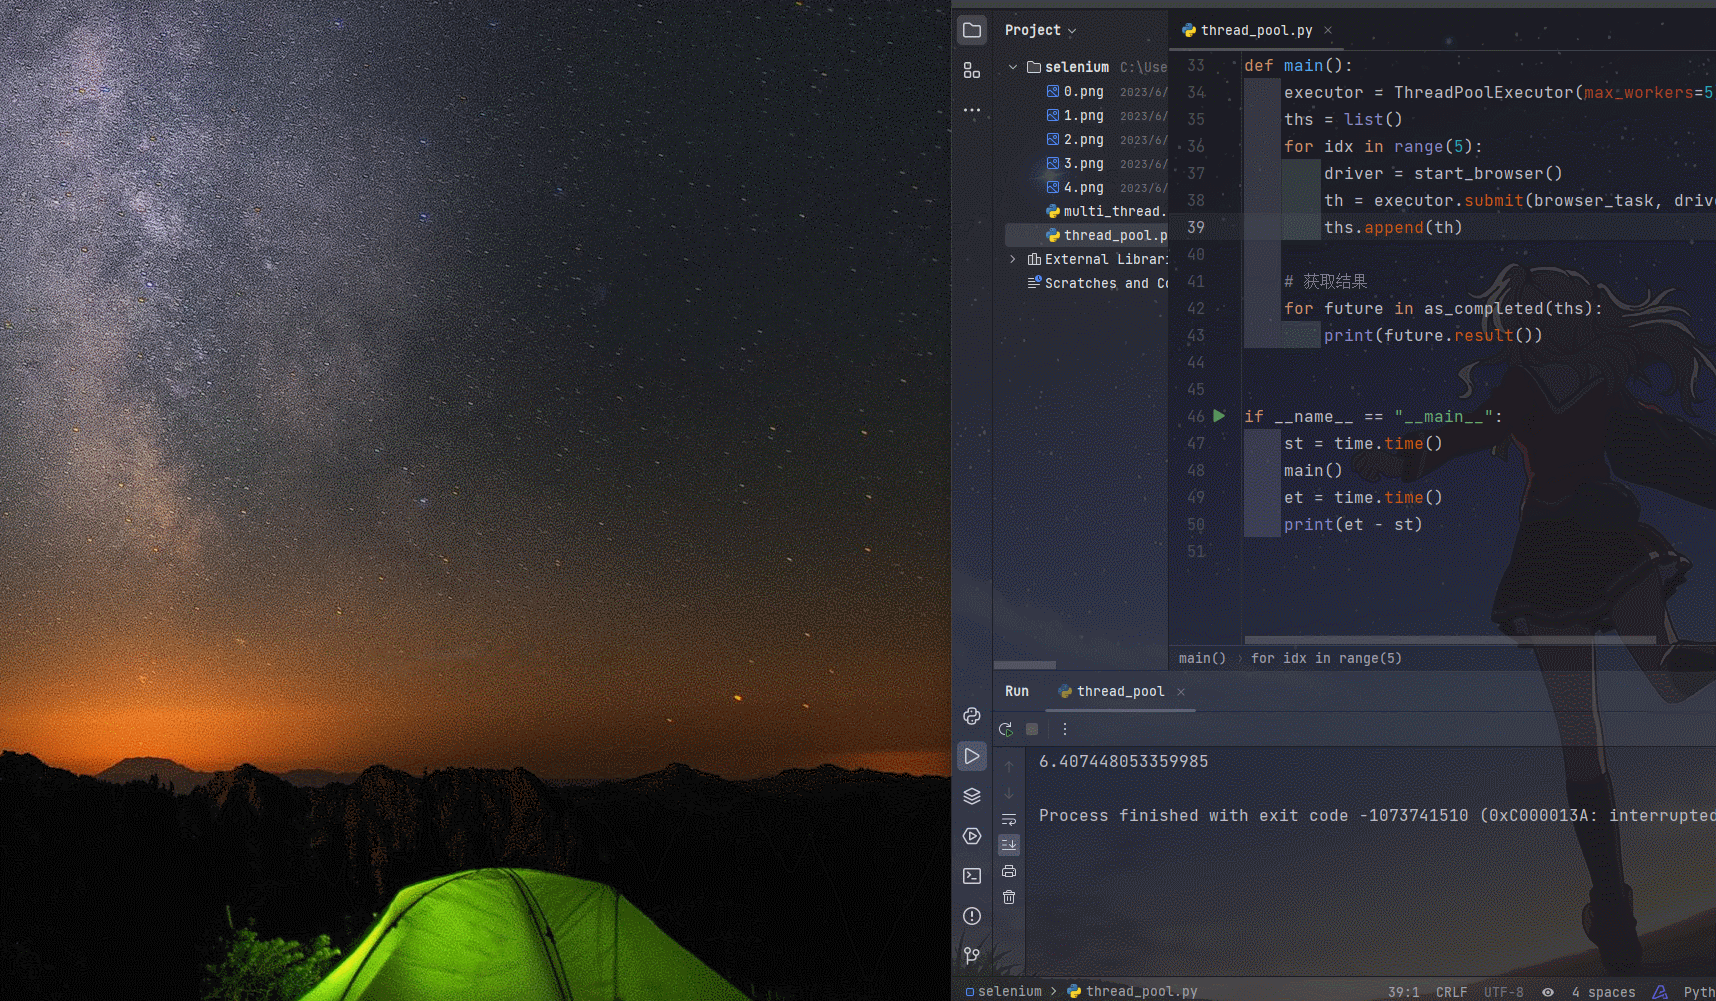 Project
selenium C:\Use
0.png 2023/6/
1.png 2023/6/
2.png 2023/6/
3.png 2023/6/
4.png 2023/6/
multi_thread.
thread_pool.p
External Librari
Scratches and Co
thread_pool.py
33 def main():
34 executor = ThreadPoolExecutor(max_workers=5
35 ths = list()
36 for idx in range(5):
37 driver = start_browser()
38 th = executor.submit(browser_task, drive
39 ths.append(th)
40
41 # 获取结果
42 for future in as_completed(ths):
43 print(future.result())
44
45
46 if __name__ == "__main__":
47 st = time.time()
48 main()
49 et = time.time()
50 print(et - st)
51
main() › for idx in range(5)
Run thread_pool
6.407448053359985
Process finished with exit code -1073741510 (0xC000013A: interrupted
selenium > thread_pool.py 39:1 CRLF UTF-8 4 spaces Pyth